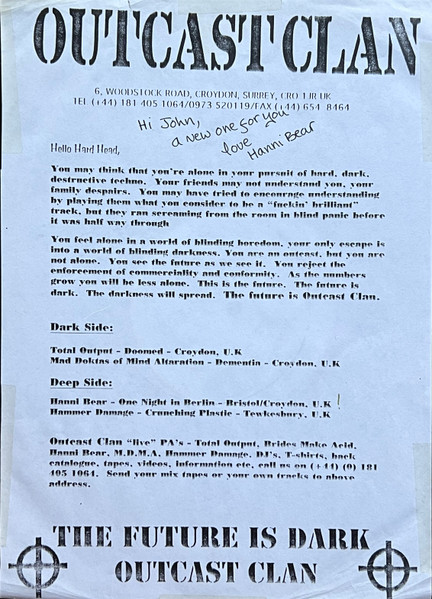 OUTCAST CLAN
6, WOODSTOCK ROAD, CROYDON, SURREY, CRO 1JR UK
TEL (+44) 181 405 1064/0973 520119/FAX (+44) 654 8464
Hi John,
a new one for you
love
Hanni Bear
Hello Hard Head,
You may think that you're alone in your pursuit of hard, dark,
destructive techno. Your friends may not understand you, your
family despairs. You may have tried to encourage understanding
by playing them what you consider to be a "fuckin' brilliant"
track, but they ran screaming from the room in blind panic before
it was half way through
You feel alone in a world of blinding boredom, your only escape is
into a world of blinding darkness. You are an outcast, but you are
not alone. You see the future as we see it. You reject the
enforcement of commerciality and conformity. As the numbers
grow you will be less alone. This is the future. The future is
dark. The darkness will spread. The future is Outcast Clan.
Dark Side:
Total Output - Doomed - Croydon, U.K
Mad Doktas of Mind Altaration - Dementia - Croydon, U.K
Deep Side:
Hanni Bear - One Night in Berlin - Bristol/Croydon, U.K !
Hammer Damage - Crunching Plastic - Tewkesbury, U.K
Outcast Clan "live" PA's - Total Output, Brides Make Acid,
Hanni Bear, M.D.M.A, Hammer Damage, DJ's, T-shirts, back
catalogue, tapes, videos, information etc, call us on (+44) (0) 181
405 1064. Send your mix tapes or your own tracks to above
address.
THE FUTURE IS DARK
OUTCAST CLAN